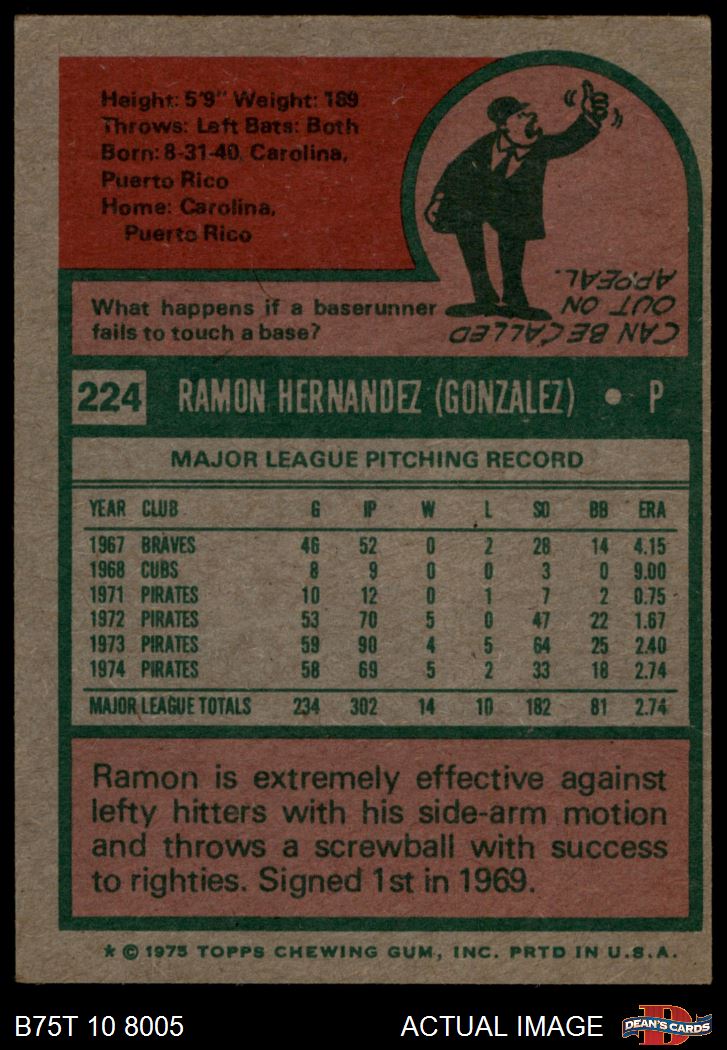 Height: 5'9" Weight: 189
Throws: Left Bats: Both
Born: 8-31-40, Carolina,
Puerto Rico
Home: Carolina,
Puerto Rico
What happens if a baserunner
fails to touch a base?
CAN BE CALLED
OUT ON
APPEAL.
224 RAMON HERNANDEZ (GONZALEZ) • P
MAJOR LEAGUE PITCHING RECORD
YEAR CLUB G IP W L SO BB ERA
1967 BRAVES 46 52 0 2 28 14 4.15
1968 CUBS 8 9 0 0 3 0 9.00
1971 PIRATES 10 12 0 1 7 2 0.75
1972 PIRATES 53 70 5 0 47 22 1.67
1973 PIRATES 59 90 4 5 64 25 2.40
1974 PIRATES 58 69 5 2 33 18 2.74
MAJOR LEAGUE TOTALS 234 302 14 10 182 81 2.74
Ramon is extremely effective against
lefty hitters with his side-arm motion
and throws a screwball with success
to righties. Signed 1st in 1969.
* © 1975 TOPPS CHEWING GUM, INC. PRTD IN U.S.A.
B75T 10 8005 ACTUAL IMAGE D DEAN'S CARDS